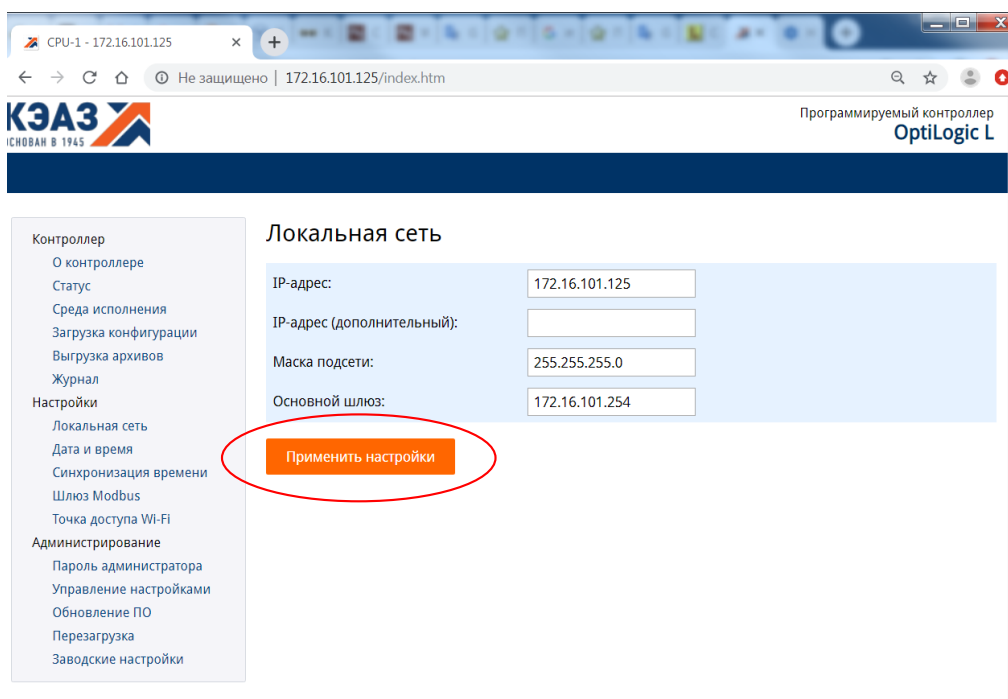 CPU-1 - 172.16.101.125
Не защищено | 172.16.101.125/index.htm
КЭАЗ
ОСНОВАН В 1945
Программируемый контроллер
OptiLogic L
Контроллер
О контроллере
Статус
Среда исполнения
Загрузка конфигурации
Выгрузка архивов
Журнал
Настройки
Локальная сеть
Дата и время
Синхронизация времени
Шлюз Modbus
Точка доступа Wi-Fi
Администрирование
Пароль администратора
Управление настройками
Обновление ПО
Перезагрузка
Заводские настройки
Локальная сеть
IP-адрес: 172.16.101.125
IP-адрес (дополнительный):
Маска подсети: 255.255.255.0
Основной шлюз: 172.16.101.254
Применить настройки